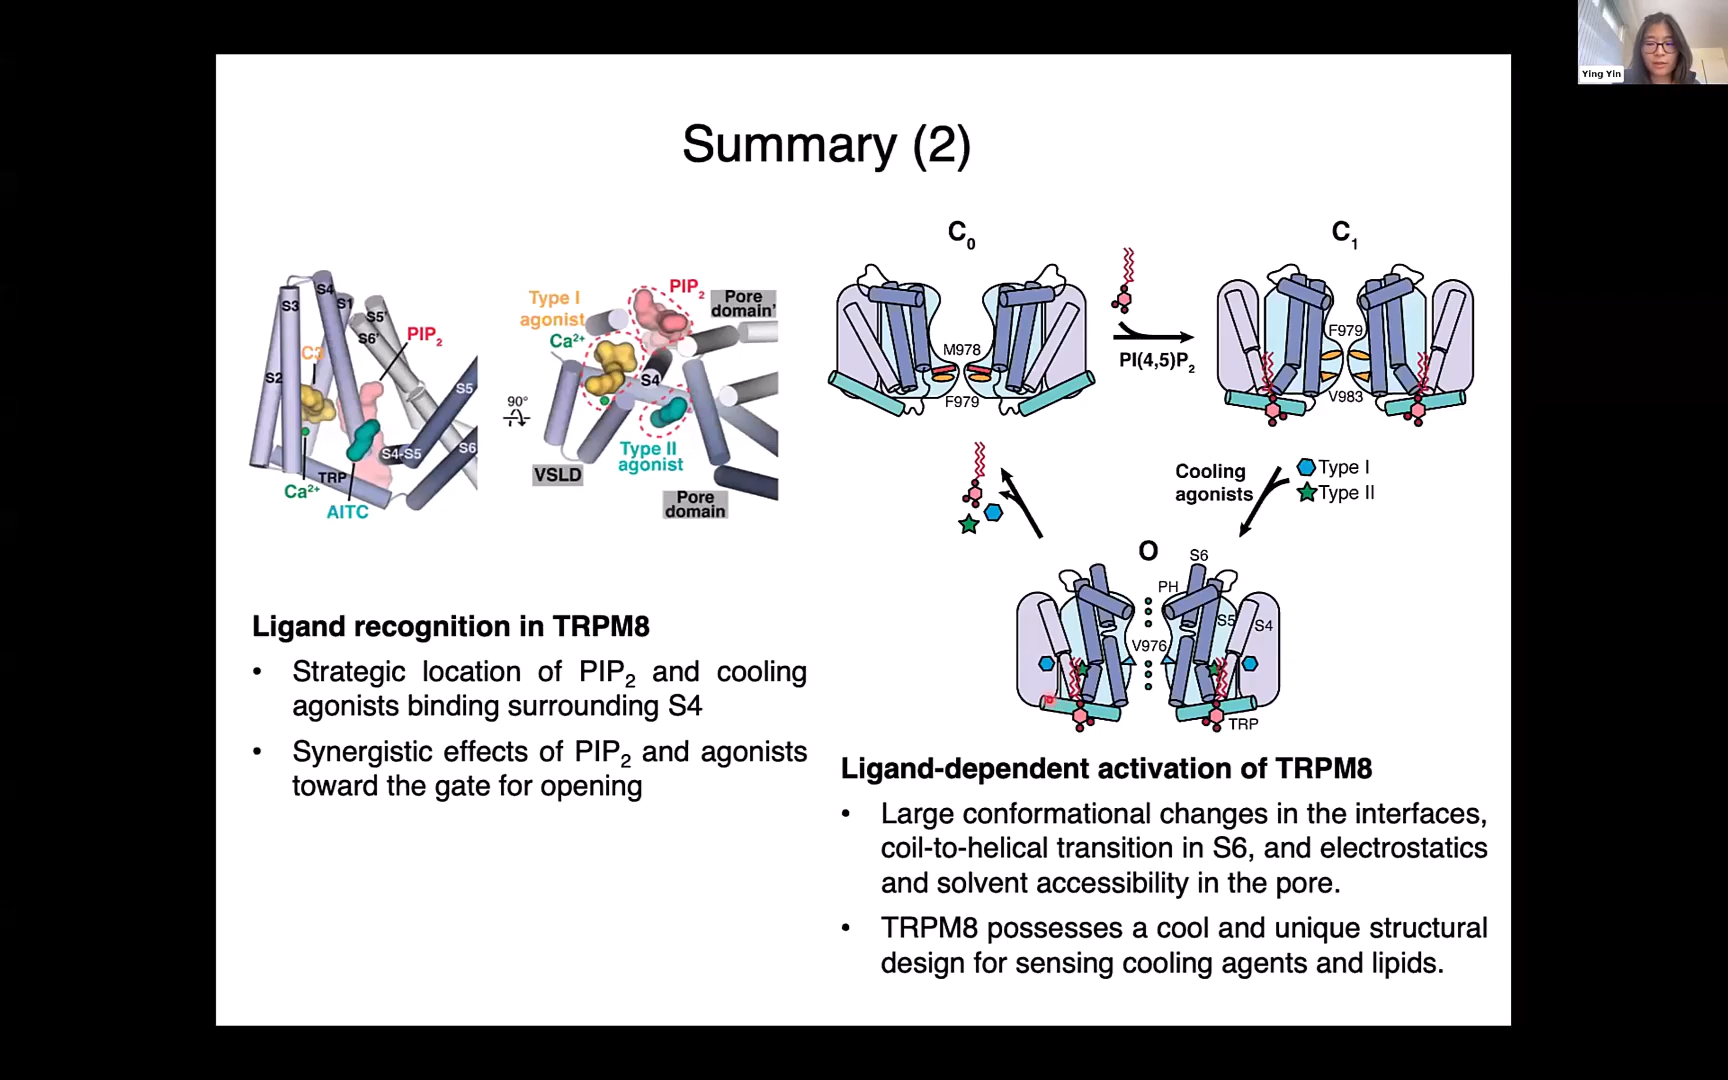 Ying Yin
Summary (2)
S3
S4
S1
S5'
S6'
PIP2
C3
S2
S5
S4-S5
S6
TRP
Ca2+
AITC
90°
Type I
agonist
Ca2+
PIP2
Pore
domain'
S4
Type II
agonist
VSLD
Pore
domain
C0
C1
M978
F979
PI(4,5)P2
F979
V983
Cooling
agonists
Type I
Type II
O
S6
PH
S5
S4
V976
TRP
Ligand recognition in TRPM8
• Strategic location of PIP2 and cooling
agonists binding surrounding S4
• Synergistic effects of PIP2 and agonists
toward the gate for opening
Ligand-dependent activation of TRPM8
• Large conformational changes in the interfaces,
coil-to-helical transition in S6, and electrostatics
and solvent accessibility in the pore.
• TRPM8 possesses a cool and unique structural
design for sensing cooling agents and lipids.